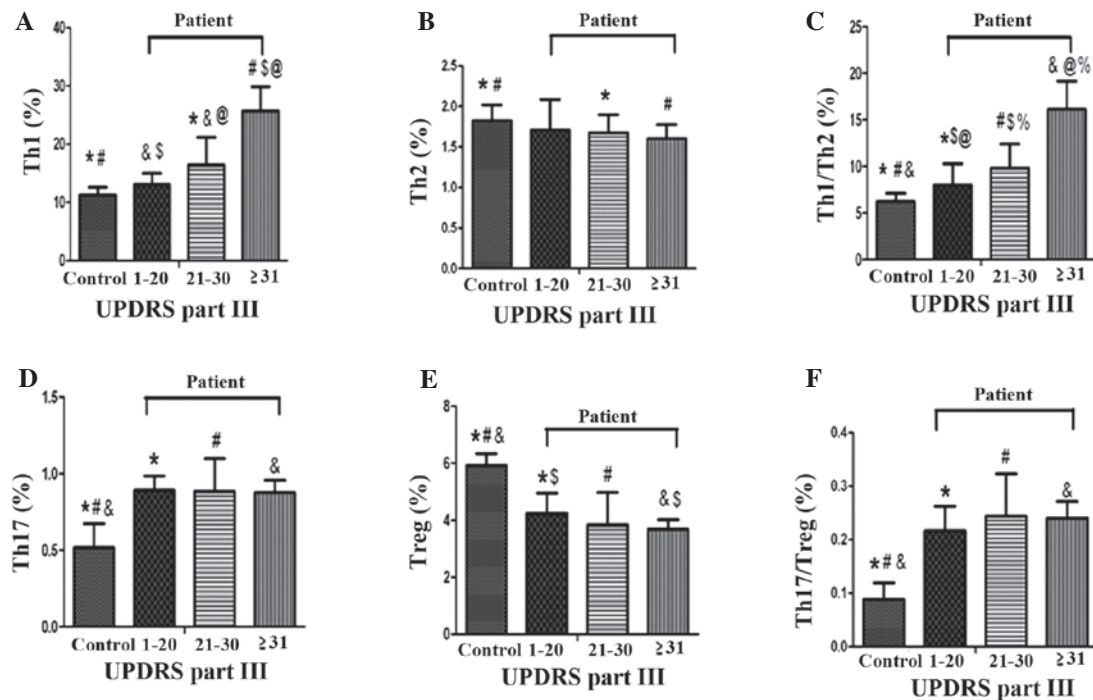 A
Patient
Th1 (%)
40
30
20
10
0
*#
&$
*&@
#$@
Control 1-20 21-30 ≧31
UPDRS part III
B
Patient
Th2 (%)
2.5
2.0
1.5
1.0
0.5
0.0
*#
*
#
Control 1-20 21-30 ≧31
UPDRS part III
C
Patient
Th1/Th2 (%)
25
20
15
10
5
0
* #&
*$@
#$%
& @%
Control 1-20 21-30 ≧31
UPDRS part III
D
Patient
Th17 (%)
1.5
1.0
0.5
0.0
*#&
*
#
&
Control 1-20 21-30 ≧31
UPDRS part III
E
Patient
Treg (%)
8
6
4
2
0
*#&
*$
#
&$
Control 1-20 21-30 ≧31
UPDRS part III
F
Patient
Th17/Treg (%)
0.4
0.3
0.2
0.1
0.0
*# &
*
#
&
Control 1-20 21-30 ≧31
UPDRS part III